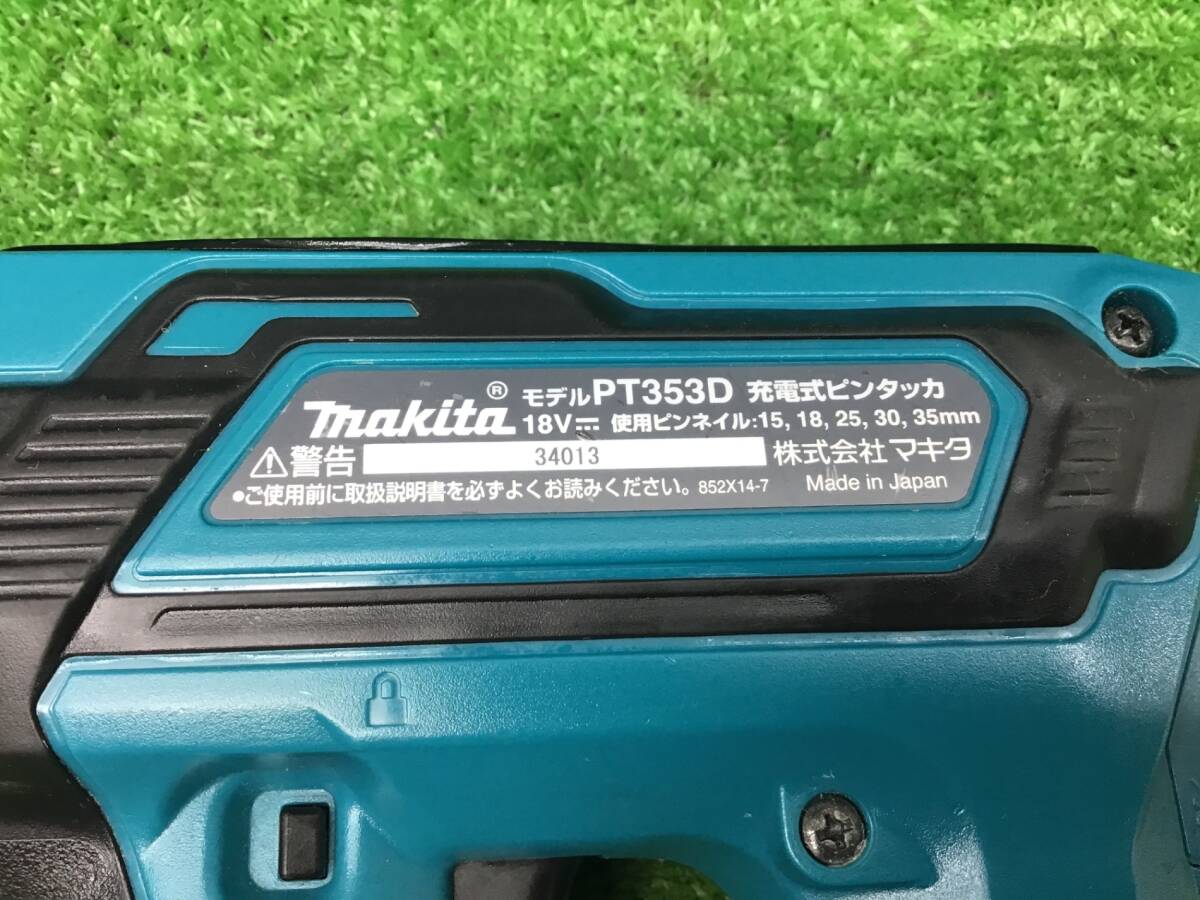 makita® モデルPT353D 充電式ピンタッカ
18V⎓ 使用ピンネイル:15, 18, 25, 30, 35mm
⚠警告 34013 株式会社 マキタ
●ご使用前に取扱説明書を必ずよくお読みください。 852X14-7 Made in Japan